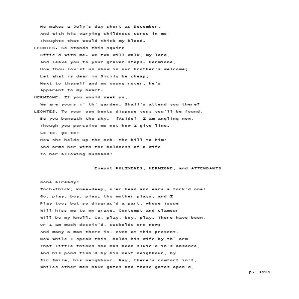 He makes a July's day short as December,
And with his varying childness cures in me
Thoughts that would thick my blood.
LEONTES. So stands this squire
Offic'd with me. We two will walk, my lord,
And leave you to your graver steps. Hermione,
How thou lov'st us show in our brother's welcome;
Let what is dear in Sicily be cheap;
Next to thyself and my young rover, he's
Apparent to my heart.
HERMIONE. If you would seek us,
We are yours i' th' garden. Shall's attend you there?
LEONTES. To your own bents dispose you; you'll be found,
Be you beneath the sky. [Aside] I am angling now,
Though you perceive me not how I give line.
Go to, go to!
How she holds up the neb, the bill to him!
And arms her with the boldness of a wife
To her allowing husband!
Exeunt POLIXENES, HERMIONE, and ATTENDANTS
Gone already!
Inch-thick, knee-deep, o'er head and ears a fork'd one!
Go, play, boy, play; thy mother plays, and I
Play too; but so disgrac'd a part, whose issue
Will hiss me to my grave. Contempt and clamour
Will be my knell. Go, play, boy, play. There have been,
Or I am much deceiv'd, cuckolds ere now;
And many a man there is, even at this present,
Now while I speak this, holds his wife by th' arm
That little thinks she has been sluic'd in's absence,
And his pond fish'd by his next neighbour, by
Sir Smile, his neighbour. Nay, there's comfort in't,
Whiles other men have gates and those gates open'd,